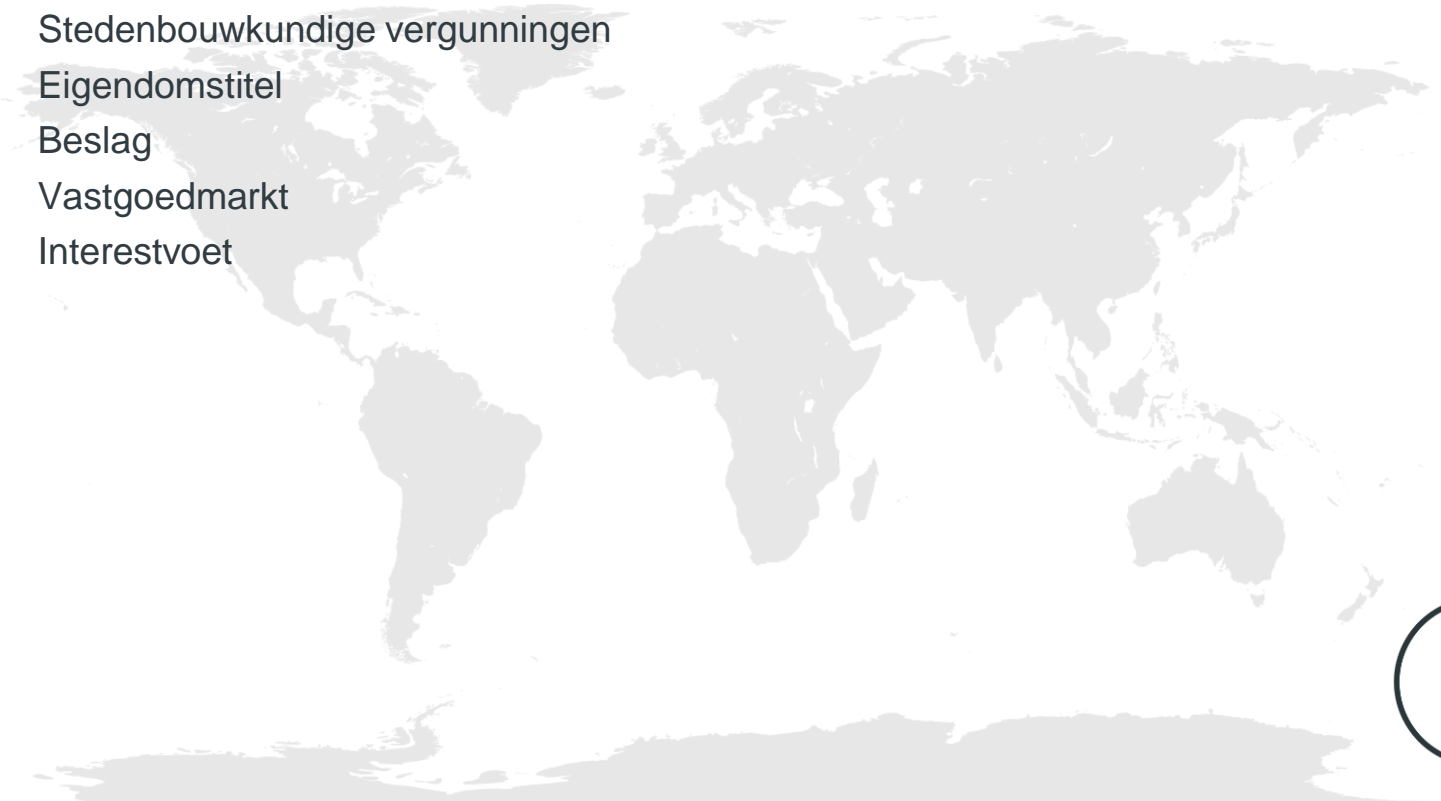 Stedenbouwkundige vergunningen
Eigendomstitel
Beslag
Vastgoedmarkt
Interestvoet